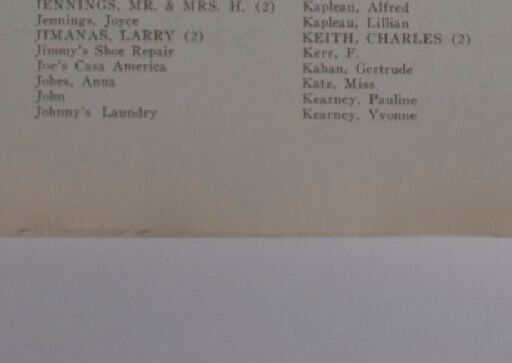 JENNINGS, MR. & MRS. H. (2)
Jennings, Joyce
JIMANAS, LARRY (2)
Jimmy's Shoe Repair
Joe's Casa America
Johes, Anna
John
Johnny's Laundry
Kapleau, Alfred
Kapleau, Lillian
KEITH, CHARLES (2)
Kerr, F.
Kahan, Gertrude
Katz, Miss
Kearney, Pauline
Kearney, Yvonne